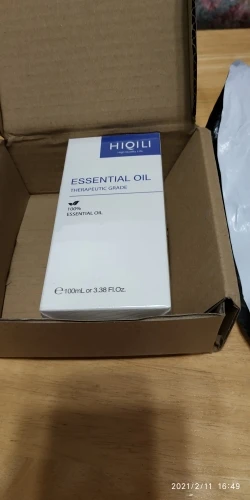 HIQILI
ESSENTIAL OIL
THERAPEUTIC GRADE
100%
ESSENTIAL OIL
℮100mL or 3.38 Fl.Oz.
2021/2/11 16:49